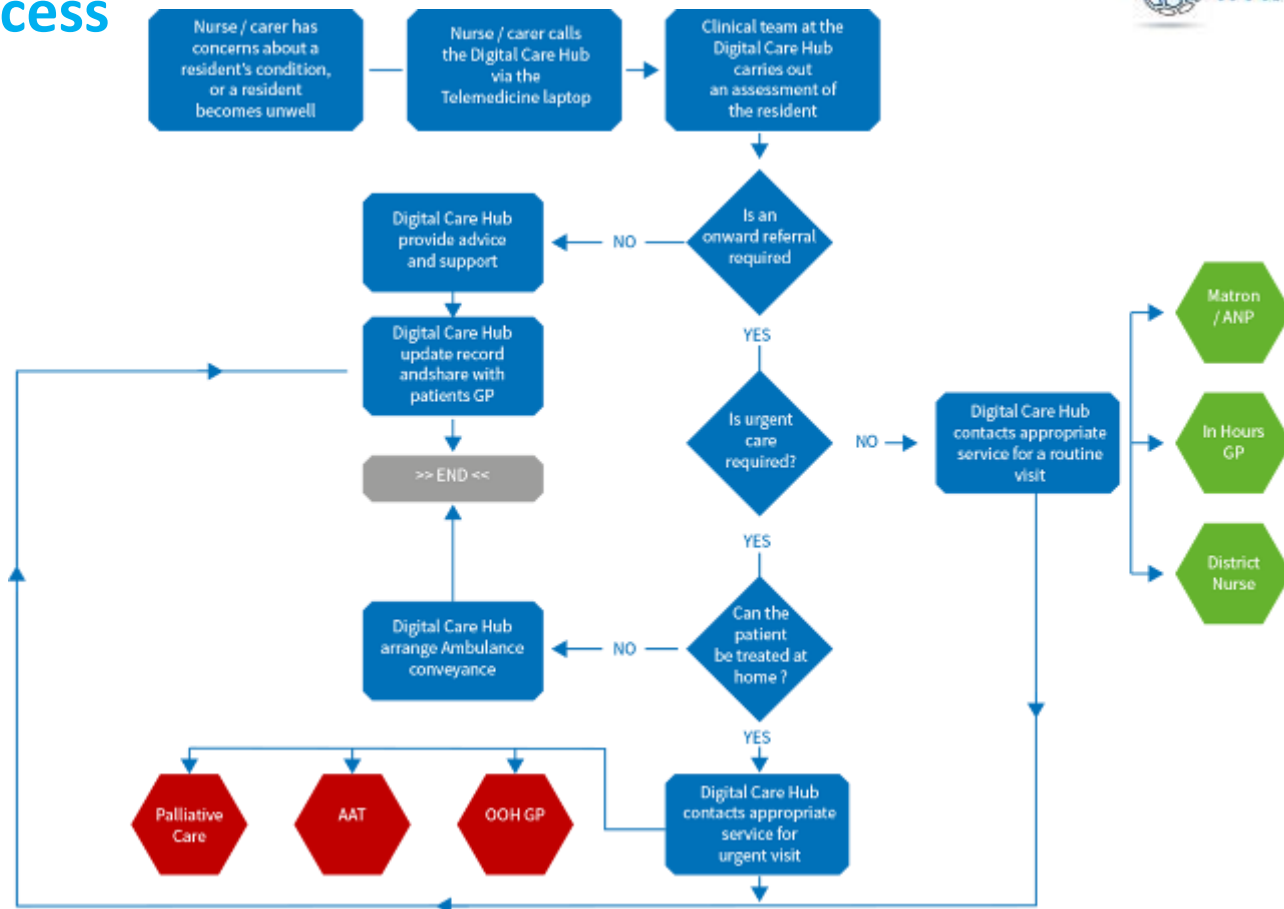 cess
Nurse / carer has
concerns about a
resident's condition,
or a resident
becomes unwell
Nurse / carer calls
the Digital Care Hub
via the
Telemedicine laptop
Clinical team at the
Digital Care Hub
carries out
an assessment of
the resident
Is an
onward referral
required
NO
Digital Care Hub
provide advice
and support
Digital Care Hub
update record
andshare with
patients GP
>> END <<
YES
Is urgent
care
required?
NO
Digital Care Hub
contacts appropriate
service for a routine
visit
Matron
/ ANP
In Hours
GP
District
Nurse
YES
Can the
patient
be treated at
home ?
NO
Digital Care Hub
arrange Ambulance
conveyance
YES
Digital Care Hub
contacts appropriate
service for
urgent visit
Palliative
Care
AAT
OOH GP